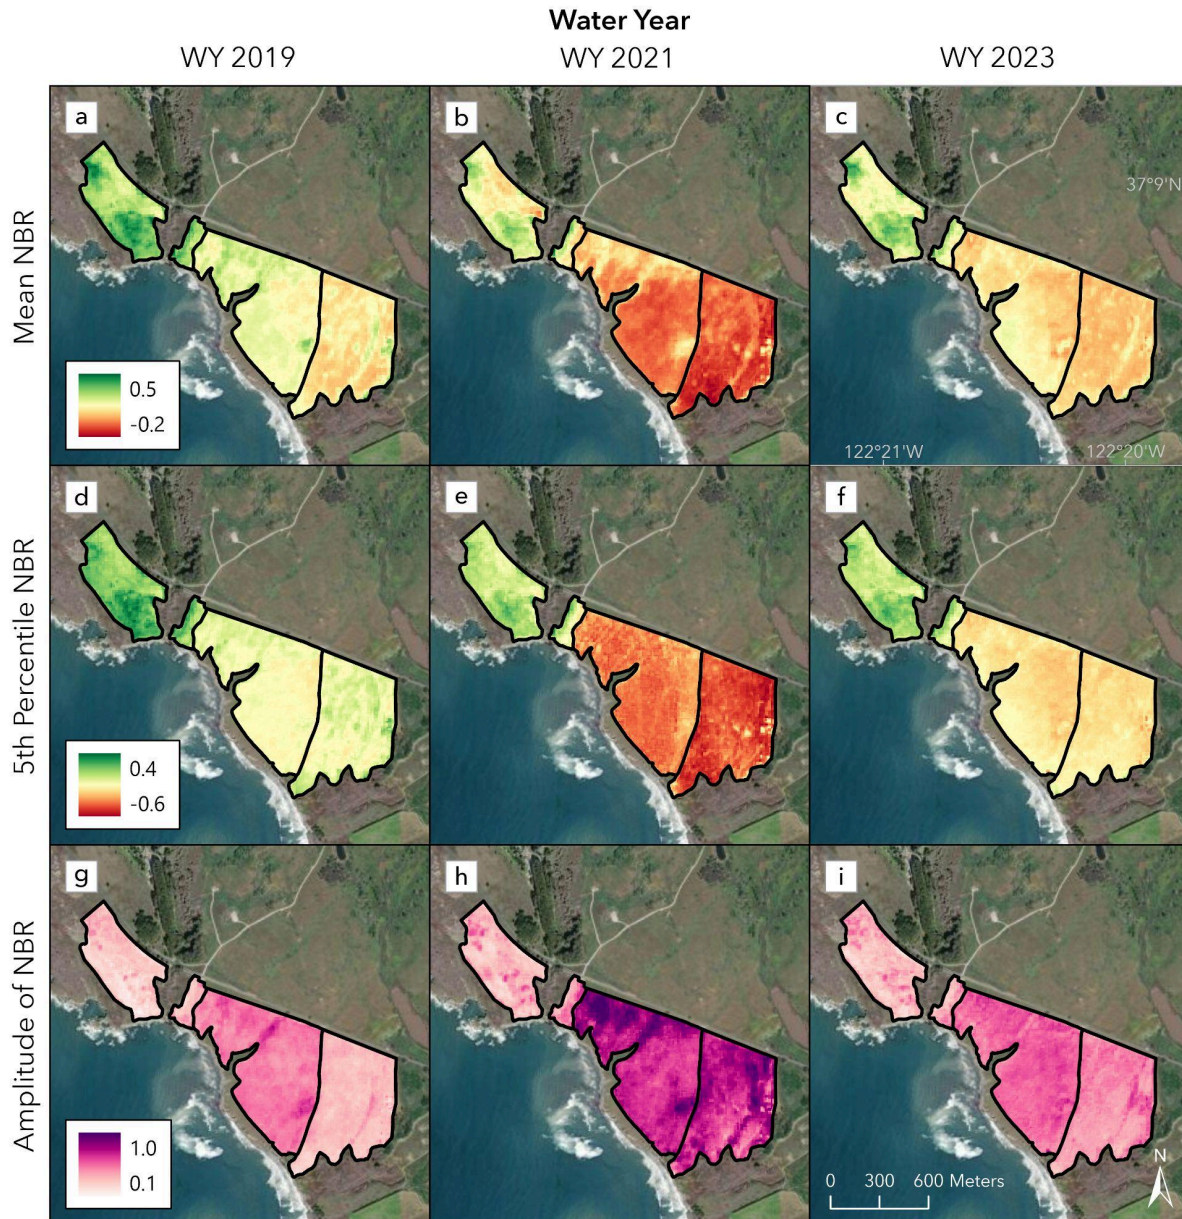 Water Year
WY 2019
WY 2021
WY 2023
Mean NBR
a
b
c
37°9'N
0.5
-0.2
122°21'W
122°20'W
5th Percentile NBR
d
e
f
0.4
-0.6
Amplitude of NBR
g
h
i
1.0
0.1
N
0 300 600 Meters